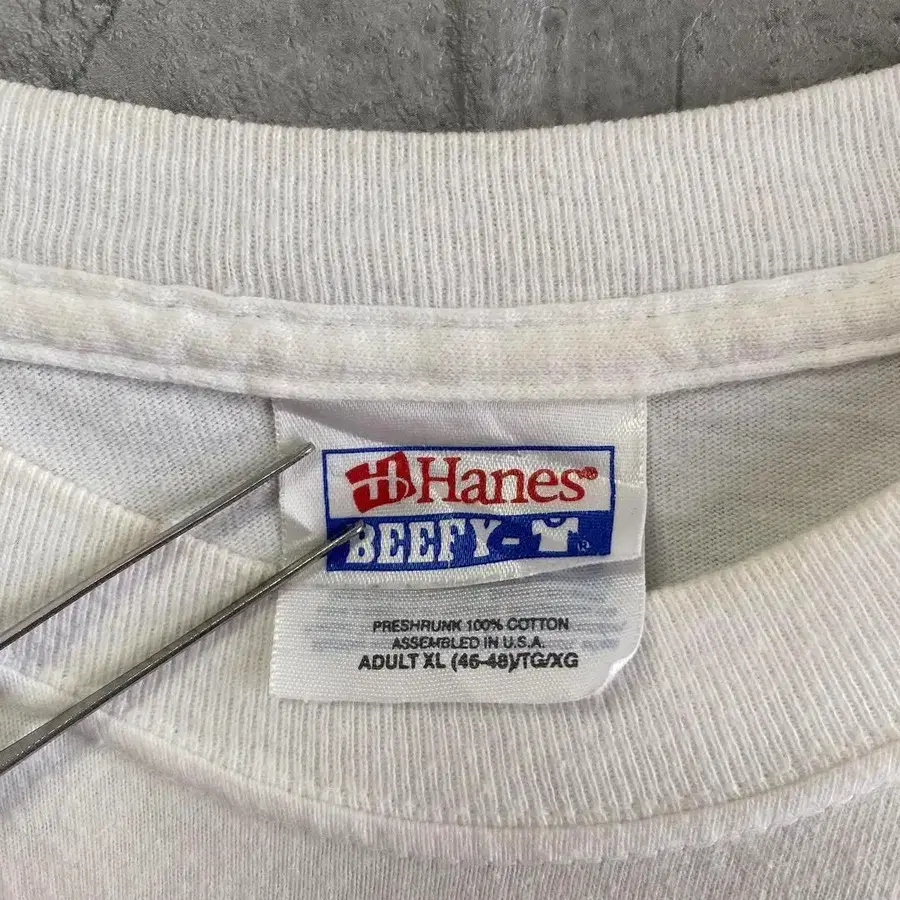 Hanes®
BEEFY-
®
PRESHRUNK 100% COTTON
ASSEMBLED IN U.S.A.
ADULT XL (46-48)/TG/XG